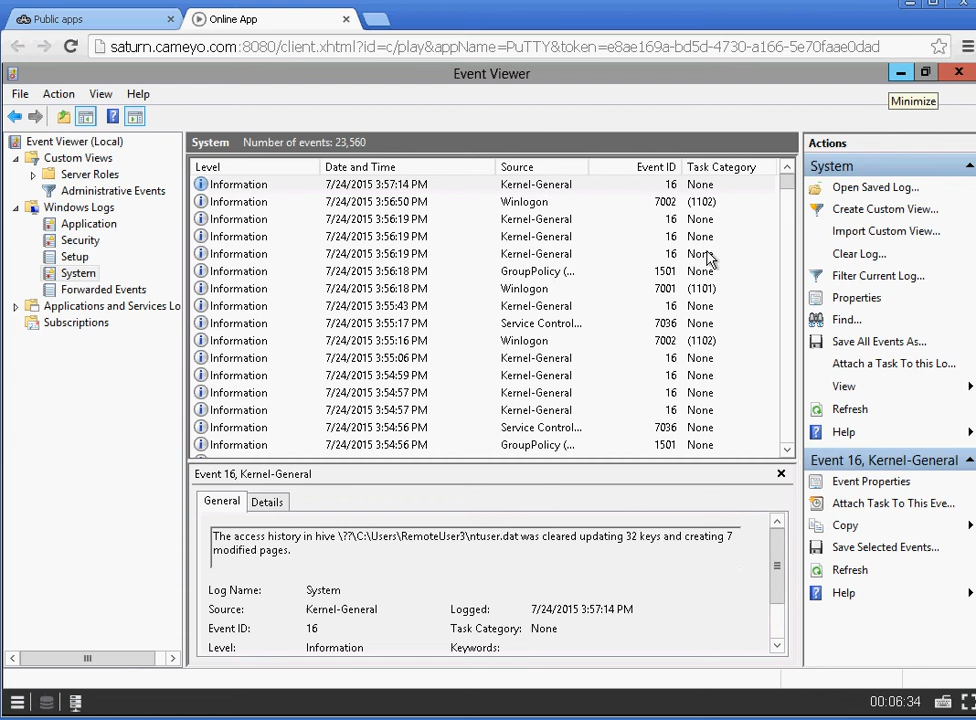 Public apps
Online App
saturn.cameyo.com:8080/client.xhtml?id=c/play&appName=PuTTY&token=e8ae169a-bd5d-4730-a166-5e70faae0dad
Event Viewer
File Action View Help
Minimize
Event Viewer (Local)
Custom Views
Server Roles
Administrative Events
Windows Logs
Application
Security
Setup
System
Forwarded Events
Applications and Services Lo
Subscriptions
System Number of events: 23,560
Level Date and Time Source Event ID Task Category
Information 7/24/2015 3:57:14 PM Kernel-General 16 None
Information 7/24/2015 3:56:50 PM Winlogon 7002 (1102)
Information 7/24/2015 3:56:19 PM Kernel-General 16 None
Information 7/24/2015 3:56:19 PM Kernel-General 16 None
Information 7/24/2015 3:56:19 PM Kernel-General 16 None
Information 7/24/2015 3:56:18 PM GroupPolicy (... 1501 None
Information 7/24/2015 3:56:18 PM Winlogon 7001 (1101)
Information 7/24/2015 3:55:43 PM Kernel-General 16 None
Information 7/24/2015 3:55:17 PM Service Control... 7036 None
Information 7/24/2015 3:55:16 PM Winlogon 7002 (1102)
Information 7/24/2015 3:55:06 PM Kernel-General 16 None
Information 7/24/2015 3:54:59 PM Kernel-General 16 None
Information 7/24/2015 3:54:57 PM Kernel-General 16 None
Information 7/24/2015 3:54:57 PM Kernel-General 16 None
Information 7/24/2015 3:54:56 PM Service Control... 7036 None
Information 7/24/2015 3:54:56 PM GroupPolicy (... 1501 None
Event 16, Kernel-General
General Details
The access history in hive \??\C:\Users\RemoteUser3\ntuser.dat was cleared updating 32 keys and creating 7
modified pages.
Log Name: System
Source: Kernel-General Logged: 7/24/2015 3:57:14 PM
Event ID: 16 Task Category: None
Level: Information Keywords:
Actions
System
Open Saved Log...
Create Custom View...
Import Custom View...
Clear Log...
Filter Current Log...
Properties
Find...
Save All Events As...
Attach a Task To this Lo...
View
Refresh
Help
Event 16, Kernel-General
Event Properties
Attach Task To This Eve...
Copy
Save Selected Events...
Refresh
Help
00:06:34